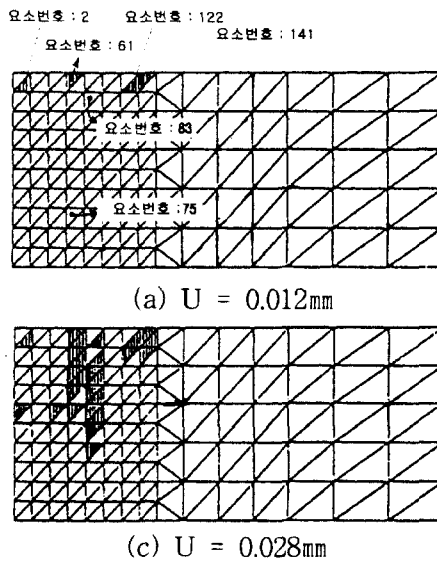 요소번호 : 2
요소번호 : 122
요소번호 : 61
요소번호 : 141
요소번호 : 83
요소번호 : 75
(a) U = 0.012mm
(c) U = 0.028mm